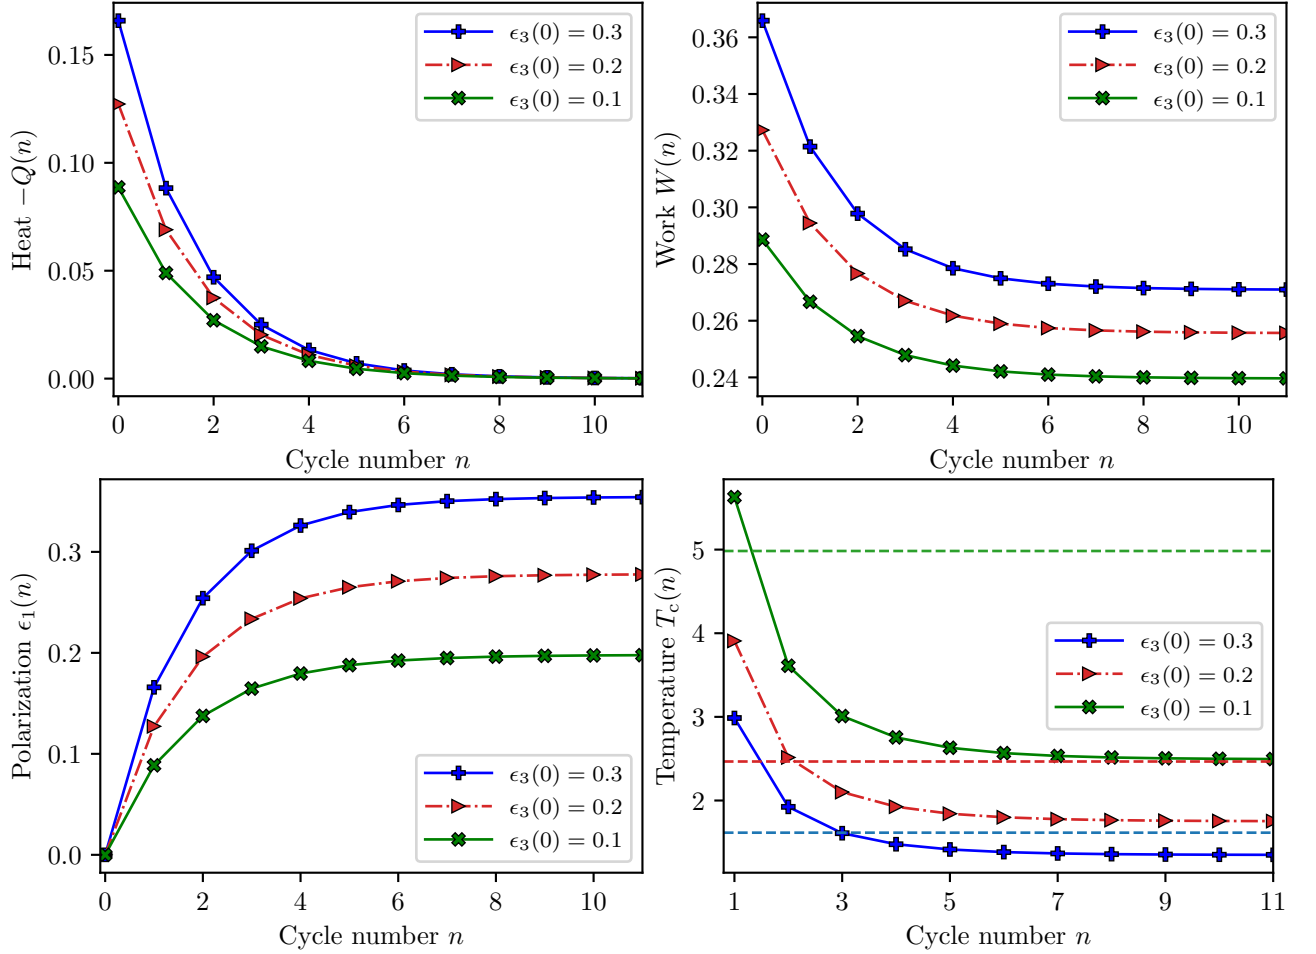 Heat −Q(n)
0.15
0.10
0.05
0.00
ϵ₃(0) = 0.3
ϵ₃(0) = 0.2
ϵ₃(0) = 0.1
0 2 4 6 8 10
Cycle number n
Work W(n)
0.36
0.34
0.32
0.30
0.28
0.26
0.24
ϵ₃(0) = 0.3
ϵ₃(0) = 0.2
ϵ₃(0) = 0.1
0 2 4 6 8 10
Cycle number n
Polarization ϵ₁(n)
0.3
0.2
0.1
0.0
ϵ₃(0) = 0.3
ϵ₃(0) = 0.2
ϵ₃(0) = 0.1
0 2 4 6 8 10
Cycle number n
Temperature T_c(n)
5
4
3
2
ϵ₃(0) = 0.3
ϵ₃(0) = 0.2
ϵ₃(0) = 0.1
1 3 5 7 9 11
Cycle number n